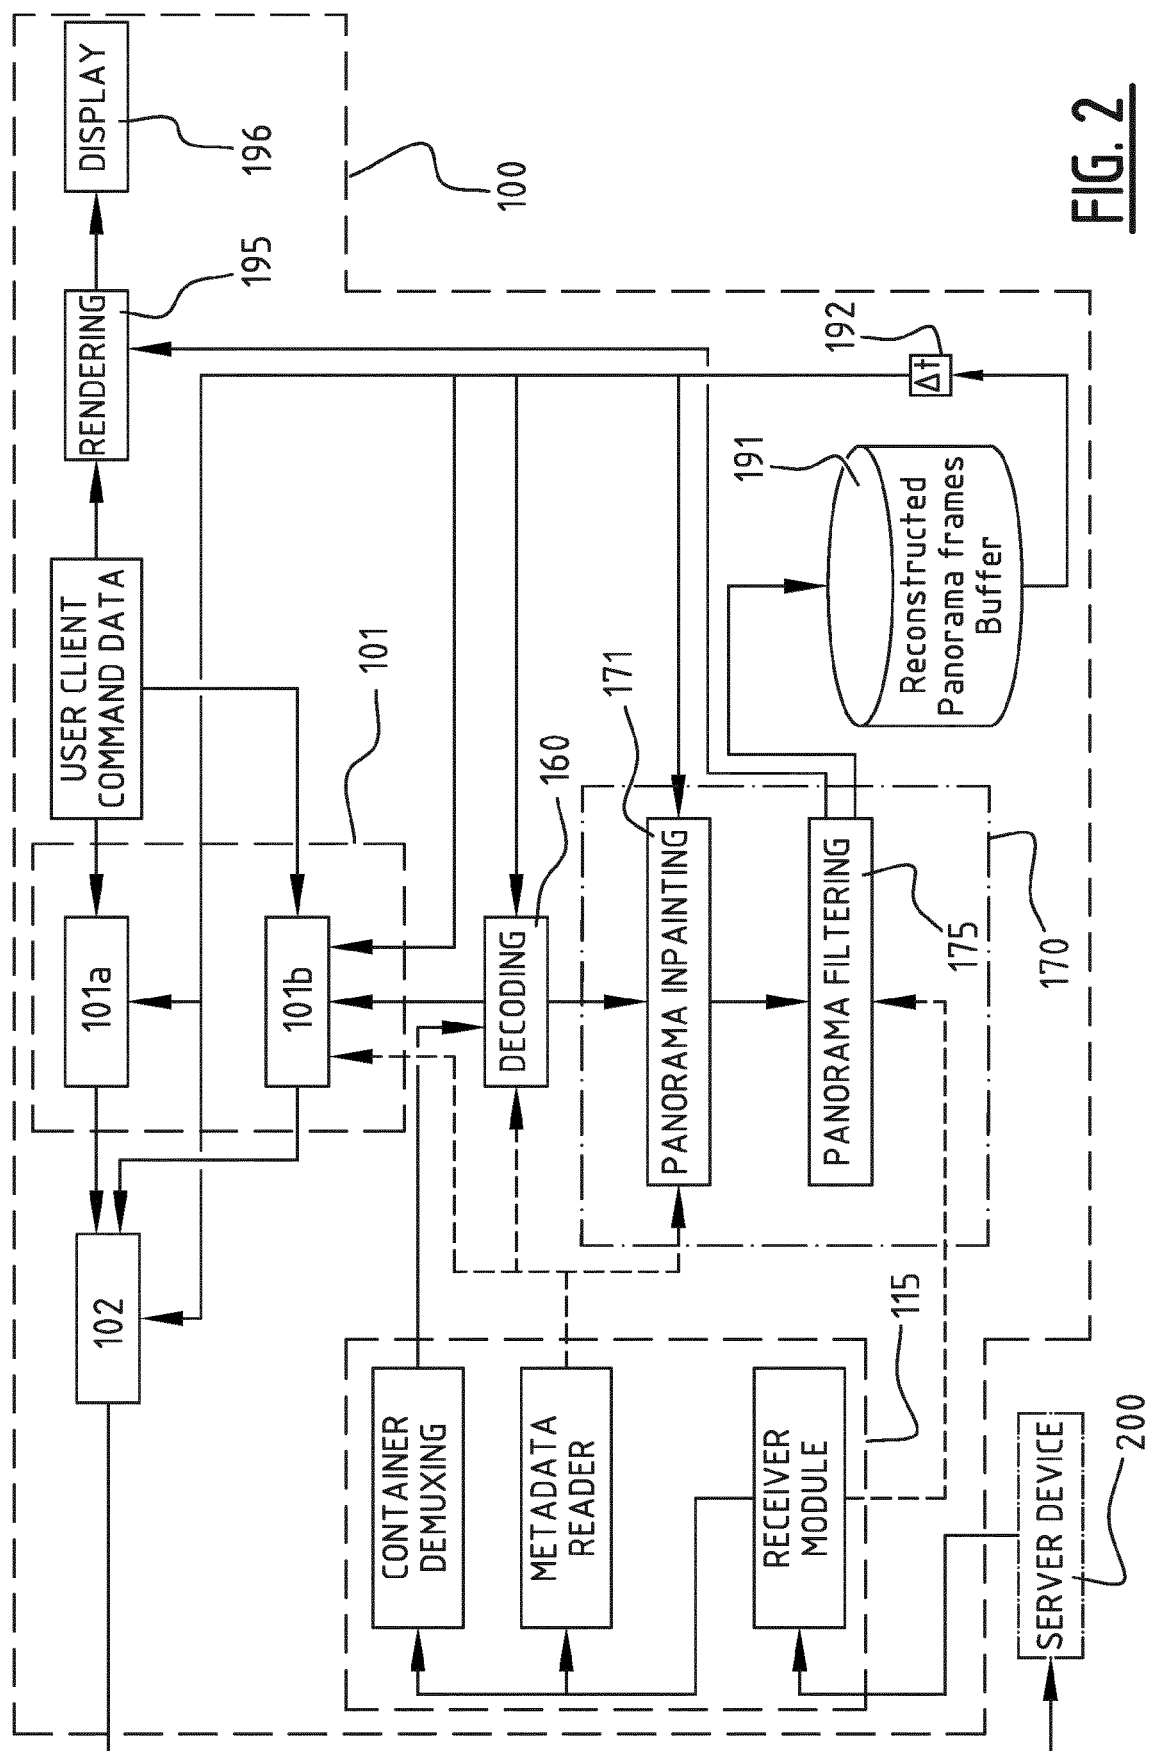 102
101a
USER CLIENT
COMMAND DATA
RENDERING
195
DISPLAY
196
101b
101
100
CONTAINER
DEMUXING
METADATA
READER
RECEIVER
MODULE
115
DECODING
160
PANORAMA INPAINTING
171
PANORAMA FILTERING
175
170
Reconstructed
Panorama frames
Buffer
191
Δt
192
SERVER DEVICE
200
FIG. 2